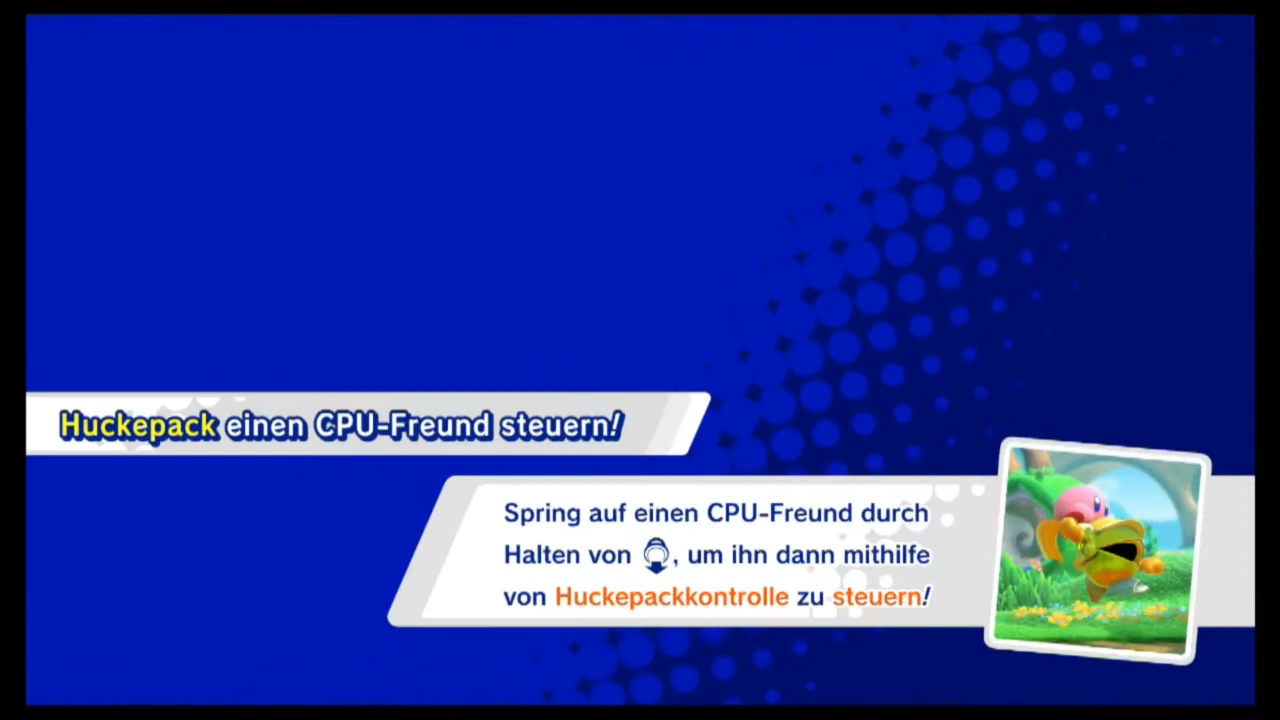 Huckepack einen CPU-Freund steuern!
Spring auf einen CPU-Freund durch
Halten von , um ihn dann mithilfe
von Huckepackkontrolle zu steuern!